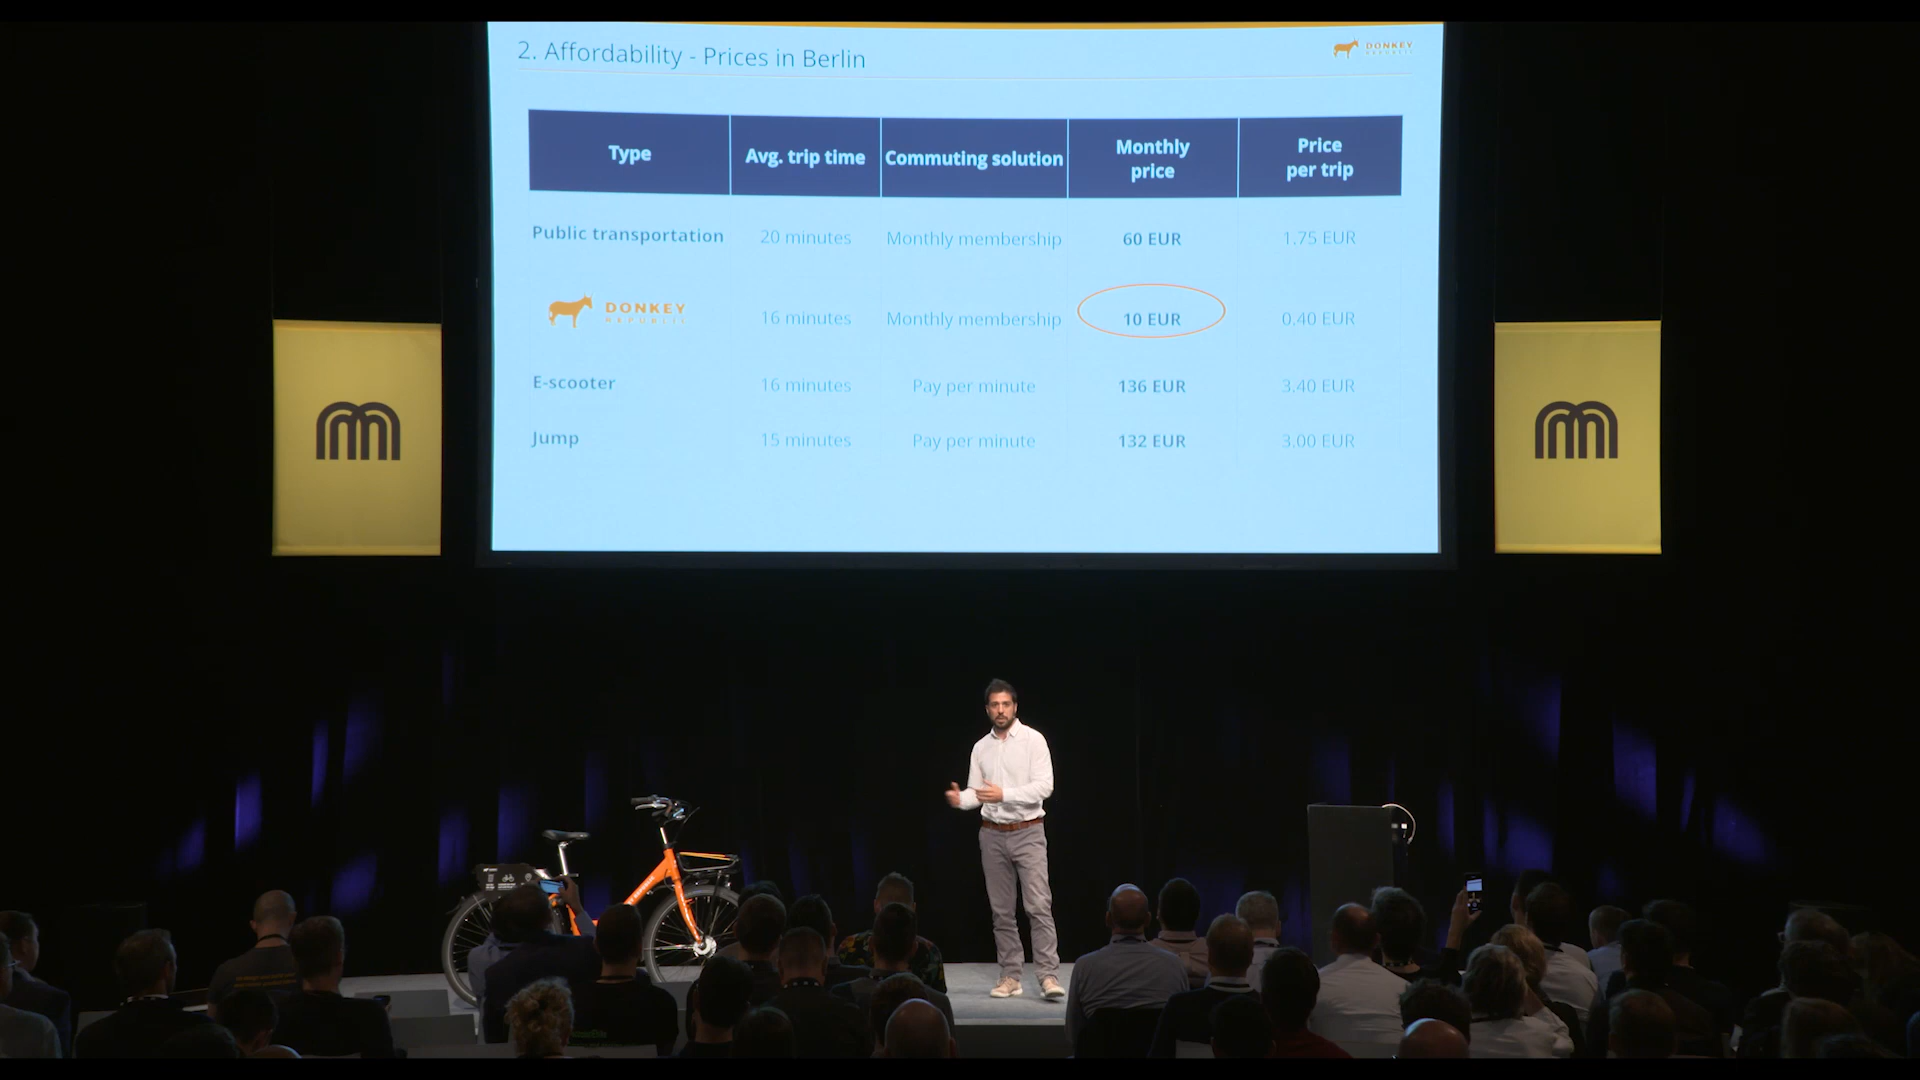 2. Affordability - Prices in Berlin
DONKEY
REPUBLIC
Type
Avg. trip time
Commuting solution
Monthly
price
Price
per trip
Public transportation
20 minutes
Monthly membership
60 EUR
1.75 EUR
DONKEY
REPUBLIC
16 minutes
Monthly membership
10 EUR
0.40 EUR
E-scooter
16 minutes
Pay per minute
136 EUR
3.40 EUR
Jump
15 minutes
Pay per minute
132 EUR
3.00 EUR